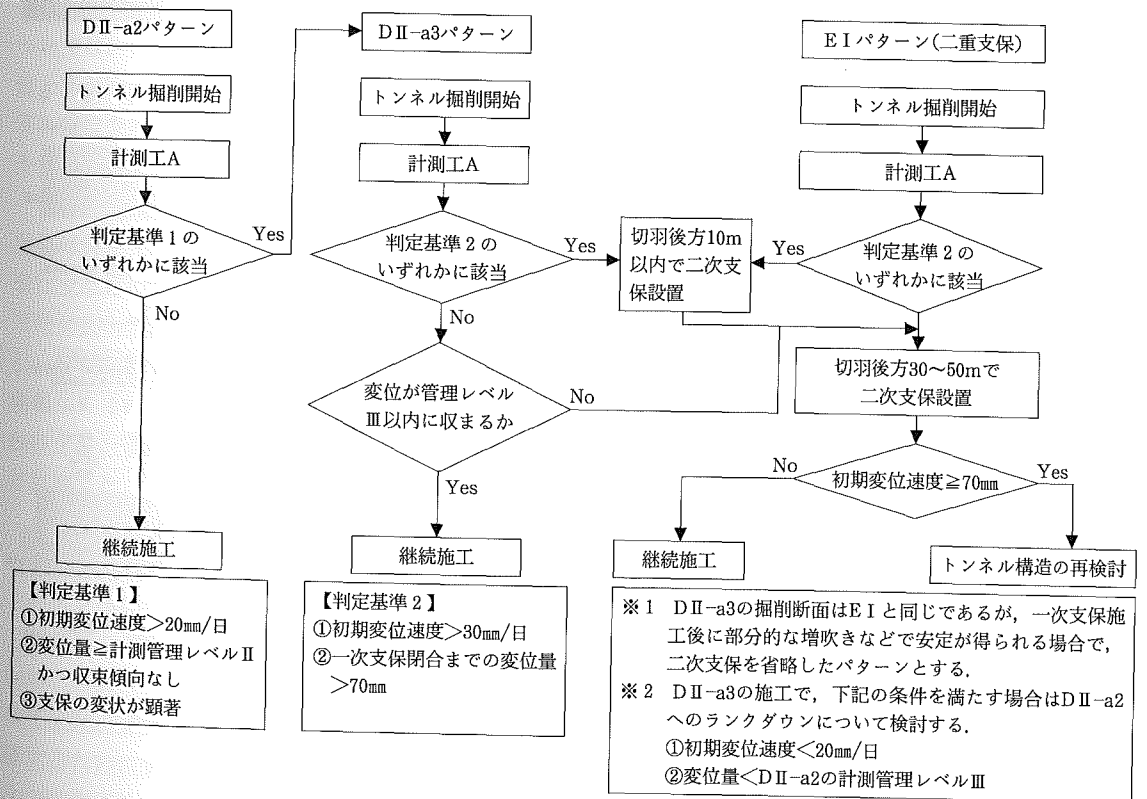 DⅡ-a2パターン
トンネル掘削開始
計測工A
判定基準1の
いずれかに該当
Yes
No
継続施工
【判定基準1】
①初期変位速度>20㎜/日
②変位量≧計測管理レベルⅡ
かつ収束傾向なし
③支保の変状が顕著
DⅡ-a3パターン
トンネル掘削開始
計測工A
判定基準2の
いずれかに該当
Yes
No
変位が管理レベル
Ⅲ以内に収まるか
No
Yes
継続施工
【判定基準2】
①初期変位速度>30㎜/日
②一次支保閉合までの変位量
>70㎜
切羽後方10m
以内で二次支
保設置
EⅠパターン(二重支保)
トンネル掘削開始
計測工A
Yes
判定基準2の
いずれかに該当
切羽後方30~50mで
二次支保設置
No
初期変位速度≧70㎜
Yes
継続施工
トンネル構造の再検討
※1 DⅡ-a3の掘削断面はEⅠと同じであるが,一次支保施
工後に部分的な増吹きなどで安定が得られる場合で,
二次支保を省略したパターンとする.
※2 DⅡ-a3の施工で,下記の条件を満たす場合はDⅡ-a2
へのランクダウンについて検討する.
①初期変位速度<20㎜/日
②変位量<DⅡ-a2の計測管理レベルⅢ